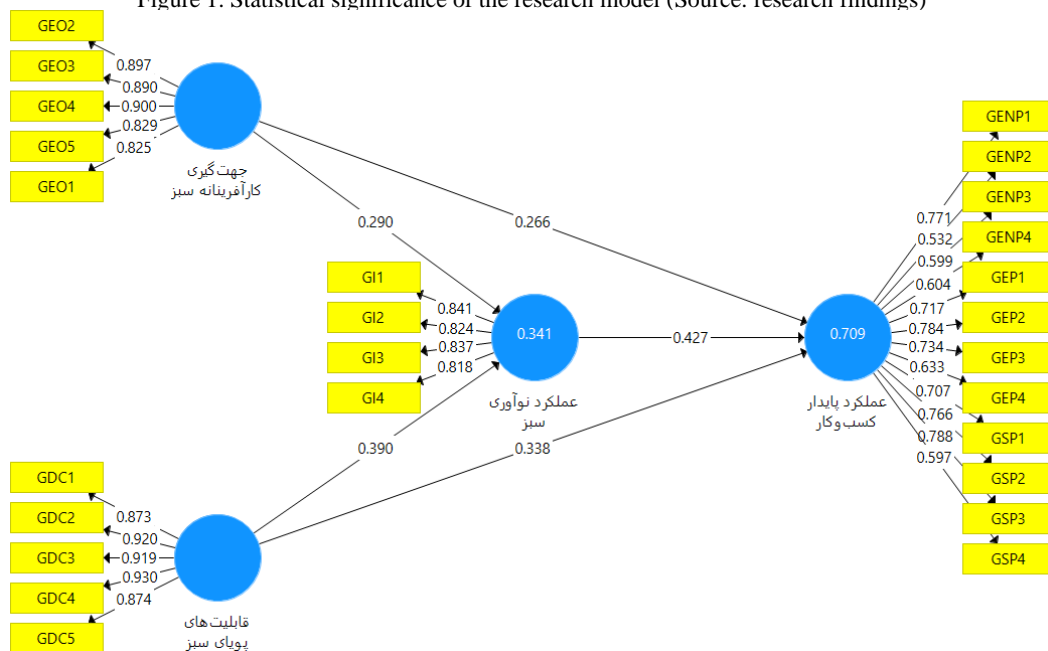 Figure 1. Statistical significance of the research model (Source: research findings)
GEO2
GEO3
GEO4
GEO5
GEO1
0.897
0.890
0.900
0.829
0.825
جهت‌گیری
کارآفرینانه سبز
0.290
0.266
GI1
GI2
GI3
GI4
0.841
0.824
0.837
0.818
0.341
عملکرد نوآوری
سبز
0.427
0.390
0.338
GDC1
GDC2
GDC3
GDC4
GDC5
0.873
0.920
0.919
0.930
0.874
قابلیت‌های
پویای سبز
0.709
عملکرد پایدار
کسب‌وکار
0.771
0.532
0.599
0.604
0.717
0.784
0.734
0.633
0.707
0.766
0.788
0.597
GENP1
GENP2
GENP3
GENP4
GEP1
GEP2
GEP3
GEP4
GSP1
GSP2
GSP3
GSP4